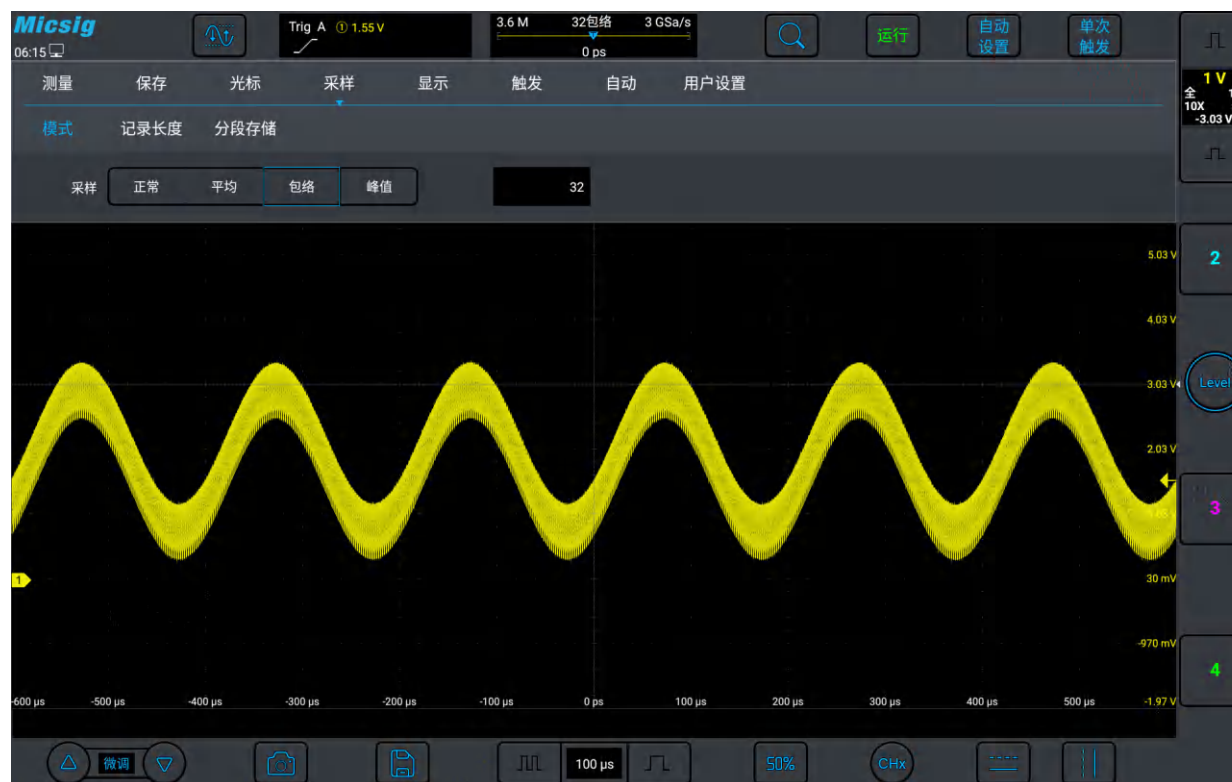 Micsig
06:15
Trig A ① 1.55 V
3.6 M 32包络 3 GSa/s
0 ps
运行
自动
设置
单次
触发
测量 保存 光标 采样 显示 触发 自动 用户设置
模式 记录长度 分段存储
采样 正常 平均 包络 峰值 32
1 V
全 1
10X
-3.03 V
5.03 V
2
4.03 V
3.03 V
Level
2.03 V
3
1
30 mV
-970 mV
4
-600 µs -500 µs -400 µs -300 µs -200 µs -100 µs 0 ps 100 µs 200 µs 300 µs 400 µs 500 µs -1.97 V
微调
100 µs
50%
CHx